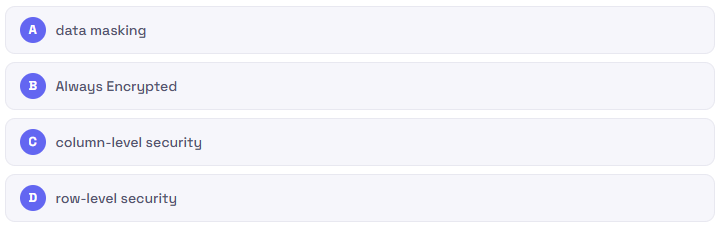 A data masking
B Always Encrypted
C column-level security
D row-level security